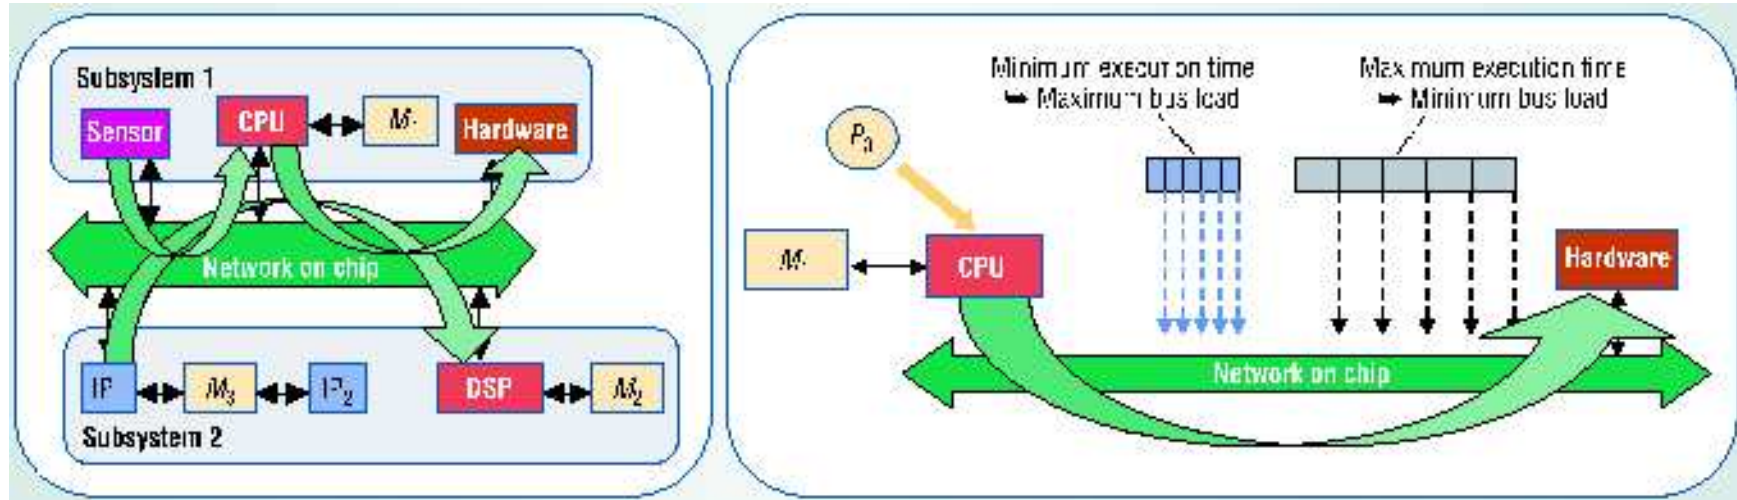 Subsystem 1
Sensor
CPU
Hardware
Network on chip
M3
IP2
DSP
M2
Subsystem 2
Minimum execution time
➥ Maximum bus load
Maximum execution time
➡ Minimum bus load
CPU
Hardware
Network on chip